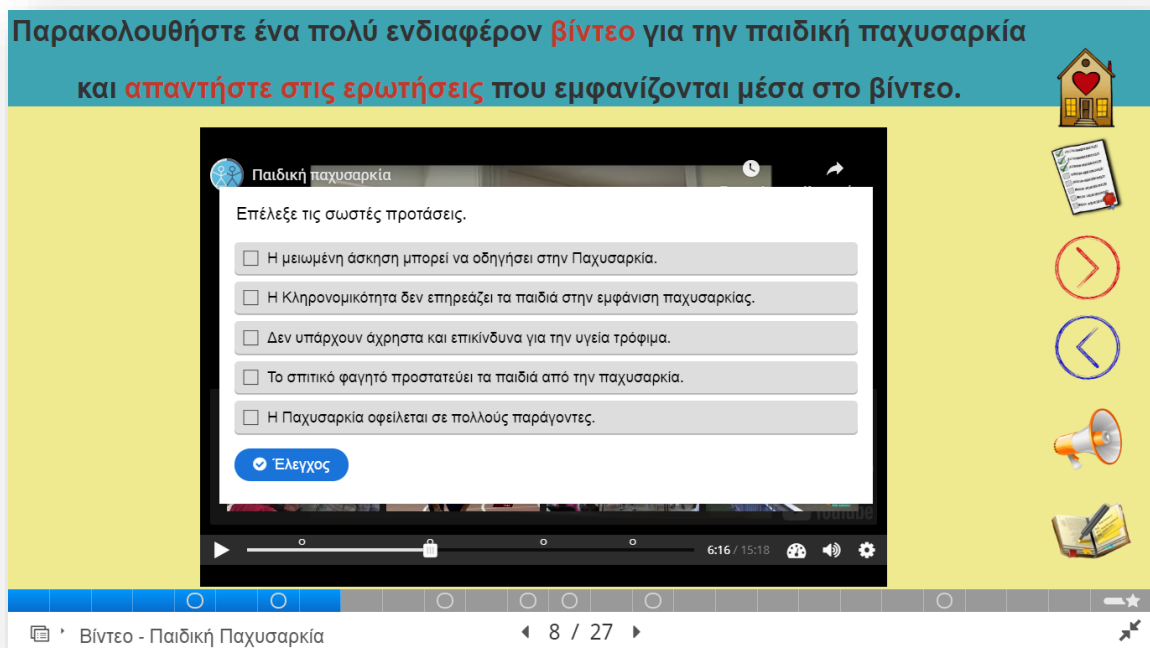 Παρακολουθήστε ένα πολύ ενδιαφέρον βίντεο για την παιδική παχυσαρκία
και απαντήστε στις ερωτήσεις που εμφανίζονται μέσα στο βίντεο.
Παιδική παχυσαρκία
Επέλεξε τις σωστές προτάσεις.
Η μειωμένη άσκηση μπορεί να οδηγήσει στην Παχυσαρκία.
Η Κληρονομικότητα δεν επηρεάζει τα παιδιά στην εμφάνιση παχυσαρκίας.
Δεν υπάρχουν άχρηστα και επικίνδυνα για την υγεία τρόφιμα.
Το σπιτικό φαγητό προστατεύει τα παιδιά από την παχυσαρκία.
Η Παχυσαρκία οφείλεται σε πολλούς παράγοντες.
Έλεγχος
YouTube
6:16 / 15:18
Βίντεο - Παιδική Παχυσαρκία
8 / 27